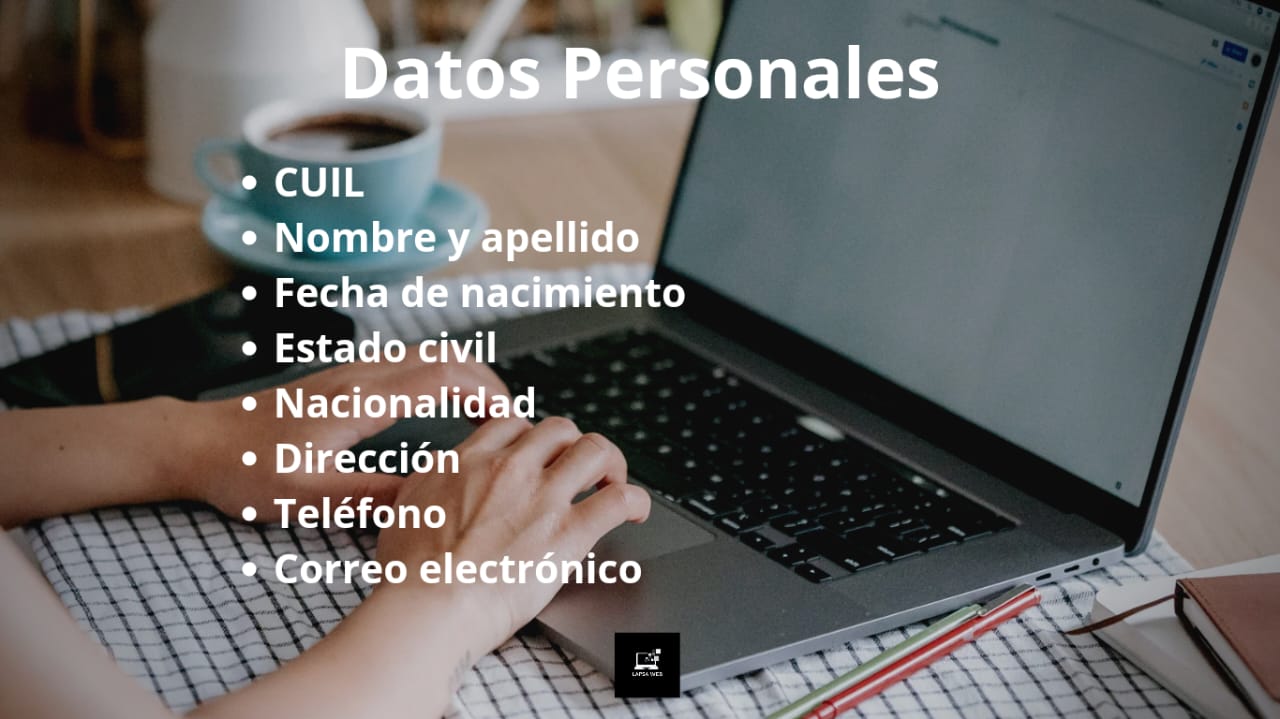 Datos Personales
• CUIL
• Nombre y apellido
• Fecha de nacimiento
• Estado civil
• Nacionalidad
• Dirección
• Teléfono
• Correo electrónico